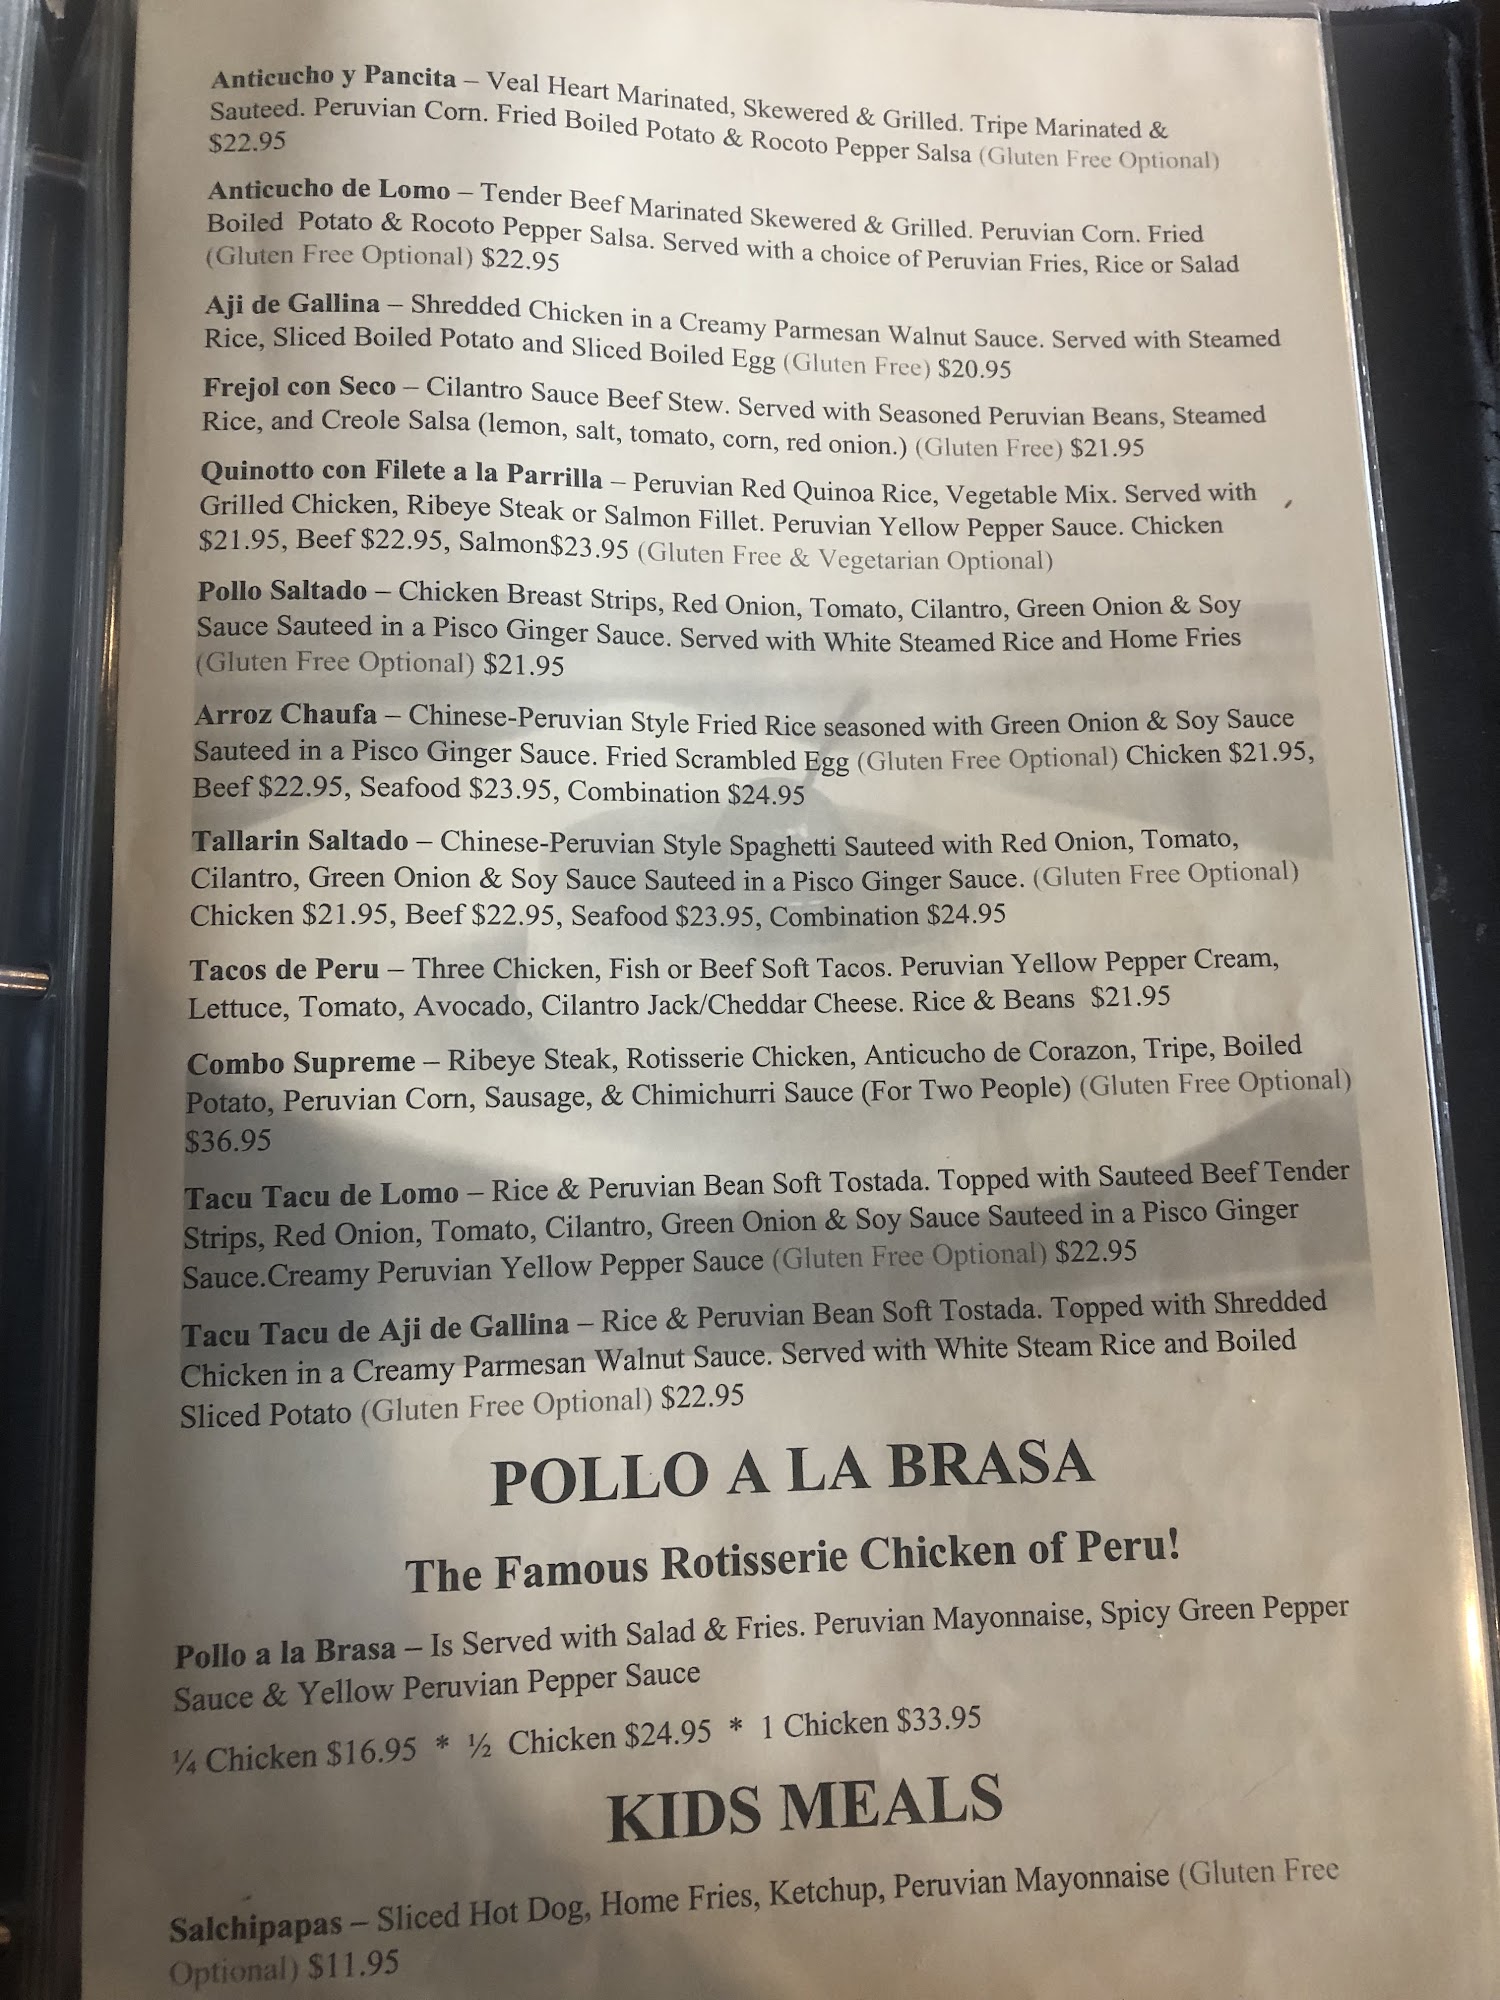 Anticucho y Pancita – Veal Heart Marinated, Skewered & Grilled. Tripe Marinated &
Sauteed. Peruvian Corn. Fried Boiled Potato & Rocoto Pepper Salsa (Gluten Free Optional)
$22.95
Anticucho de Lomo – Tender Beef Marinated Skewered & Grilled. Peruvian Corn. Fried
Boiled Potato & Rocoto Pepper Salsa. Served with a choice of Peruvian Fries, Rice or Salad
(Gluten Free Optional) $22.95
Aji de Gallina – Shredded Chicken in a Creamy Parmesan Walnut Sauce. Served with Steamed
Rice, Sliced Boiled Potato and Sliced Boiled Egg (Gluten Free) $20.95
Frejol con Seco – Cilantro Sauce Beef Stew. Served with Seasoned Peruvian Beans, Steamed
Rice, and Creole Salsa (lemon, salt, tomato, corn, red onion.) (Gluten Free) $21.95
Quinotto con Filete a la Parrilla – Peruvian Red Quinoa Rice, Vegetable Mix. Served with
Grilled Chicken, Ribeye Steak or Salmon Fillet. Peruvian Yellow Pepper Sauce. Chicken
$21.95, Beef $22.95, Salmon$23.95 (Gluten Free & Vegetarian Optional)
Pollo Saltado – Chicken Breast Strips, Red Onion, Tomato, Cilantro, Green Onion & Soy
Sauce Sauteed in a Pisco Ginger Sauce. Served with White Steamed Rice and Home Fries
(Gluten Free Optional) $21.95
Arroz Chaufa – Chinese-Peruvian Style Fried Rice seasoned with Green Onion & Soy Sauce
Sauteed in a Pisco Ginger Sauce. Fried Scrambled Egg (Gluten Free Optional) Chicken $21.95,
Beef $22.95, Seafood $23.95, Combination $24.95
Tallarin Saltado – Chinese-Peruvian Style Spaghetti Sauteed with Red Onion, Tomato,
Cilantro, Green Onion & Soy Sauce Sauteed in a Pisco Ginger Sauce. (Gluten Free Optional)
Chicken $21.95, Beef $22.95, Seafood $23.95, Combination $24.95
Tacos de Peru – Three Chicken, Fish or Beef Soft Tacos. Peruvian Yellow Pepper Cream,
Lettuce, Tomato, Avocado, Cilantro Jack/Cheddar Cheese. Rice & Beans $21.95
Combo Supreme – Ribeye Steak, Rotisserie Chicken, Anticucho de Corazon, Tripe, Boiled
Potato, Peruvian Corn, Sausage, & Chimichurri Sauce (For Two People) (Gluten Free Optional)
$36.95
Tacu Tacu de Lomo – Rice & Peruvian Bean Soft Tostada. Topped with Sauteed Beef Tender
Strips, Red Onion, Tomato, Cilantro, Green Onion & Soy Sauce Sauteed in a Pisco Ginger
Sauce.Creamy Peruvian Yellow Pepper Sauce (Gluten Free Optional) $22.95
Tacu Tacu de Aji de Gallina – Rice & Peruvian Bean Soft Tostada. Topped with Shredded
Chicken in a Creamy Parmesan Walnut Sauce. Served with White Steam Rice and Boiled
Sliced Potato (Gluten Free Optional) $22.95
POLLO A LA BRASA
The Famous Rotisserie Chicken of Peru!
Pollo a la Brasa – Is Served with Salad & Fries. Peruvian Mayonnaise, Spicy Green Pepper
Sauce & Yellow Peruvian Pepper Sauce
¼ Chicken $16.95 * ½ Chicken $24.95 * 1 Chicken $33.95
KIDS MEALS
Salchipapas – Sliced Hot Dog, Home Fries, Ketchup, Peruvian Mayonnaise (Gluten Free
Optional) $11.95